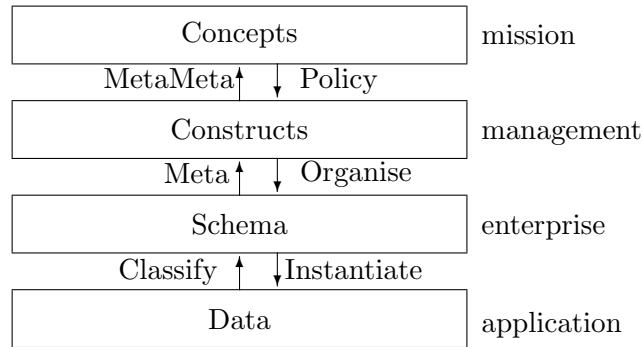 Concepts mission
MetaMeta Policy
Constructs management
Meta Organise
Schema enterprise
Classify Instantiate
Data application